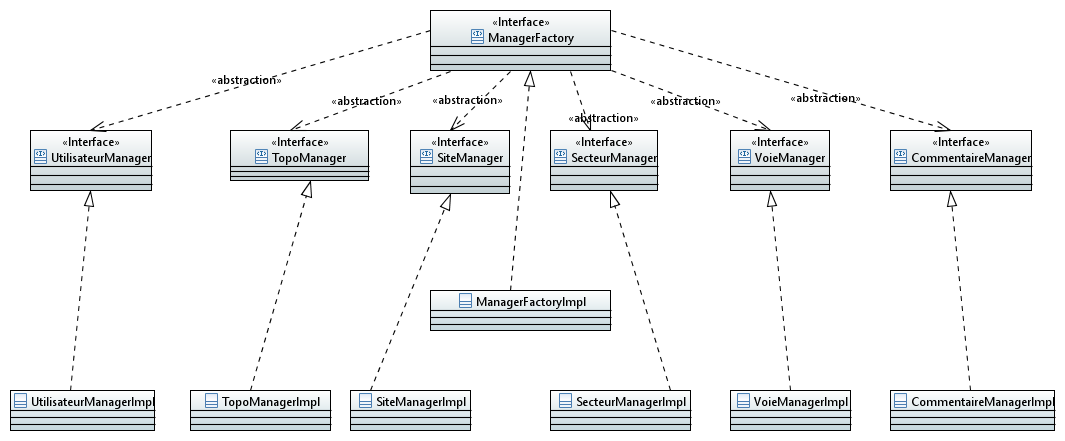 «Interface»
ManagerFactory
«abstraction»
«abstraction»
«abstraction»
«abstraction»
«abstraction»
«abstraction»
«Interface»
UtilisateurManager
«Interface»
TopoManager
«Interface»
SiteManager
«Interface»
SecteurManager
«Interface»
VoieManager
«Interface»
CommentaireManager
ManagerFactoryImpl
UtilisateurManagerImpl
TopoManagerImpl
SiteManagerImpl
SecteurManagerImpl
VoieManagerImpl
CommentaireManagerImpl